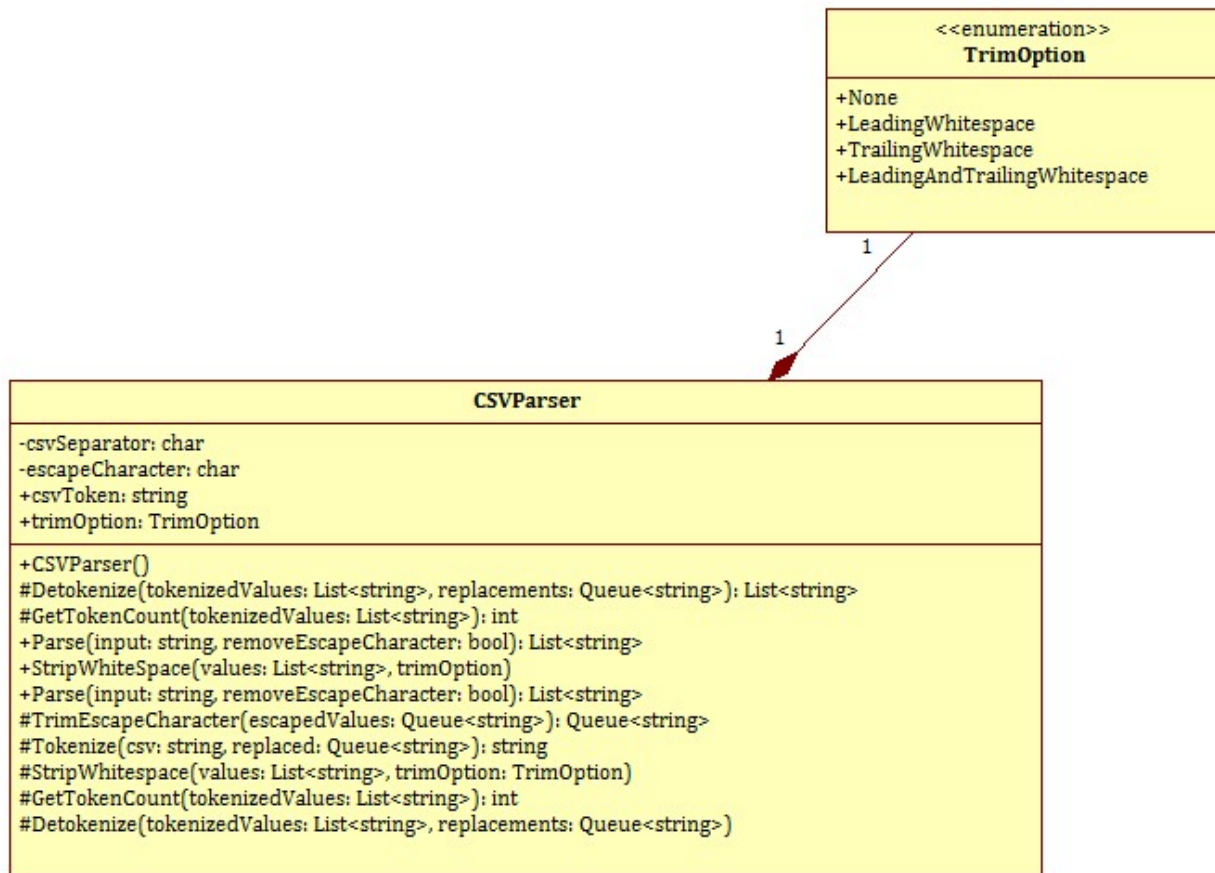 <<enumeration>>
TrimOption
+None
+LeadingWhitespace
+TrailingWhitespace
+LeadingAndTrailingWhitespace
1
1
CSVParser
-csvSeparator: char
-escapeCharacter: char
+csvToken: string
+trimOption: TrimOption
+CSVParser()
#Detokenize(tokenizedValues: List<string>, replacements: Queue<string>): List<string>
#GetTokenCount(tokenizedValues: List<string>): int
+Parse(input: string, removeEscapeCharacter: bool): List<string>
+StripWhiteSpace(values: List<string>, trimOption)
+Parse(input: string, removeEscapeCharacter: bool): List<string>
#TrimEscapeCharacter(escapedValues: Queue<string>): Queue<string>
#Tokenize(csv: string, replaced: Queue<string>): string
#StripWhitespace(values: List<string>, trimOption: TrimOption)
#GetTokenCount(tokenizedValues: List<string>): int
#Detokenize(tokenizedValues: List<string>, replacements: Queue<string>)